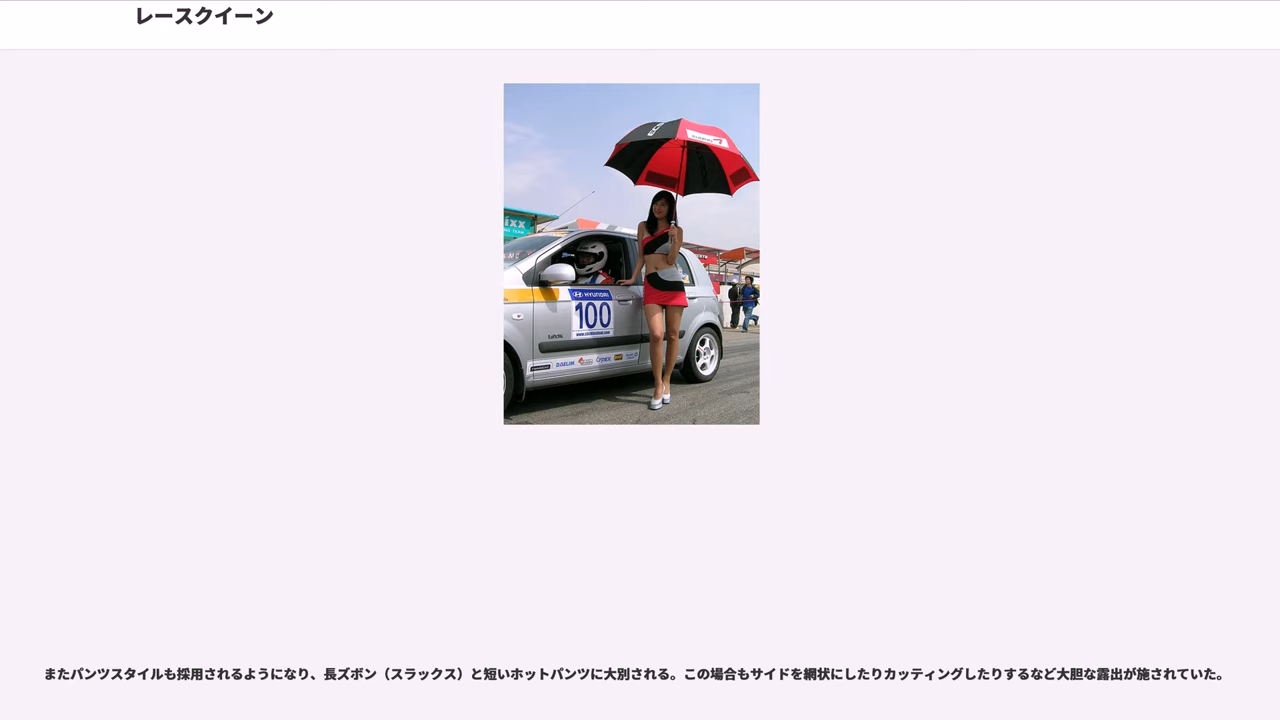 レースクイーン
ixx
HYUNDAI
100
DAELIM
またパンツスタイルも採用されるようになり、長ズボン（スラックス）と短いホットパンツに大別される。この場合もサイドを網状にしたりカッティングしたりするなど大胆な露出が施されていた。